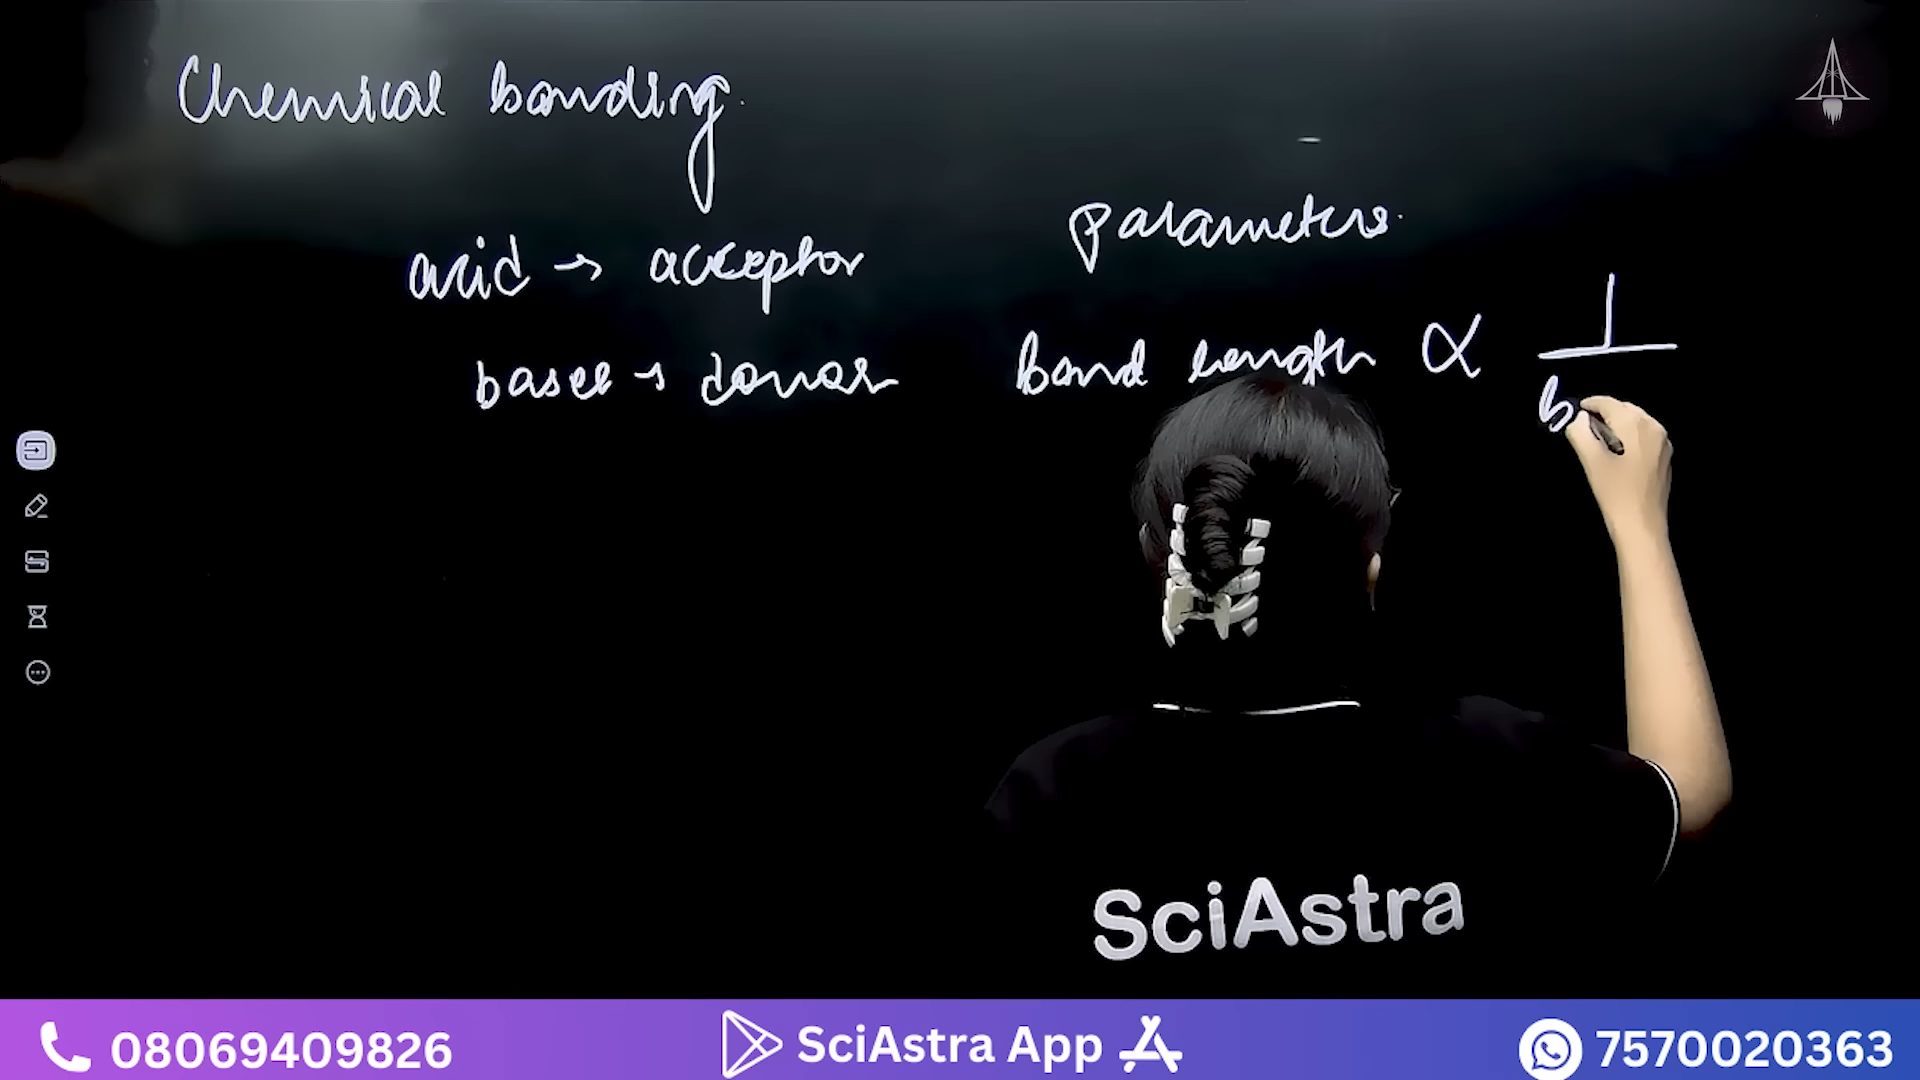 Chemical bonding
acid → acceptor
bases → donor
parameters
bond length ∝ 1
b
SciAstra
08069409826
SciAstra App
7570020363